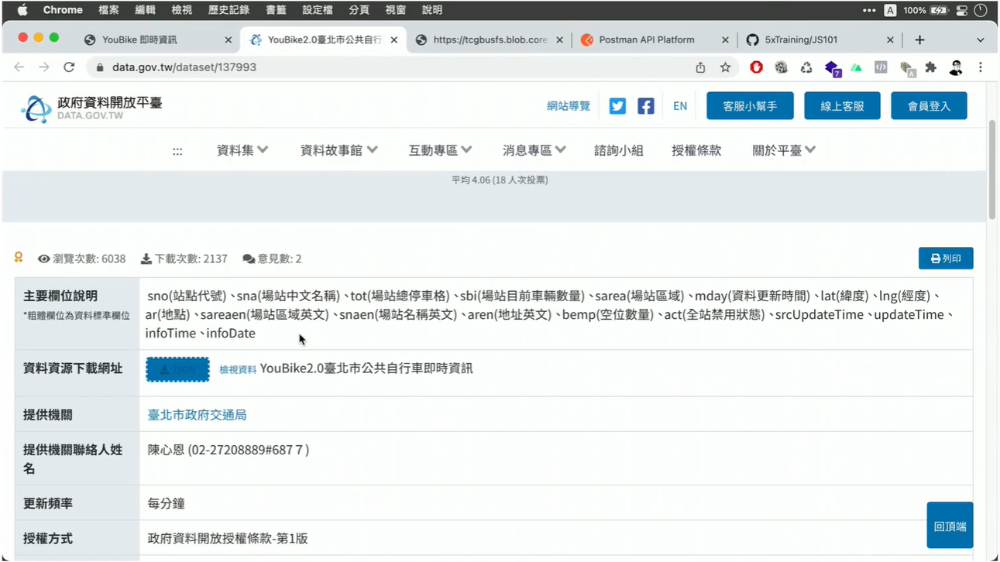 Chrome 檔案 編輯 檢視 歷史記錄 書籤 設定檔 分頁 視窗 說明 A 100%
YouBike 即時資訊 YouBike2.0臺北市公共自行 https://tcgbusfs.blob.core Postman API Platform 5xTraining/JS101
data.gov.tw/dataset/137993 7 A
政府資料開放平臺
DATA.GOV.TW
網站導覽 EN 客服小幫手 線上客服 會員登入
::: 資料集 資料故事館 互動專區 消息專區 諮詢小組 授權條款 關於平臺
平均 4.06 (18 人次投票)
瀏覽次數: 6038 下載次數: 2137 意見數: 2 列印
主要欄位說明
*粗體欄位為資料標準欄位
sno(站點代號)、sna(場站中文名稱)、tot(場站總停車格)、sbi(場站目前車輛數量)、sarea(場站區域)、mday(資料更新時間)、lat(緯度)、lng(經度)、
ar(地點)、sareaen(場站區域英文)、snaen(場站名稱英文)、aren(地址英文)、bemp(空位數量)、act(全站禁用狀態)、srcUpdateTime、updateTime、
infoTime、infoDate
資料資源下載網址 JSON 檢視資料 YouBike2.0臺北市公共自行車即時資訊
提供機關 臺北市政府交通局
提供機關聯絡人姓
名
陳心恩 (02-27208889#687７)
更新頻率 每分鐘
授權方式 政府資料開放授權條款-第1版
回頂端